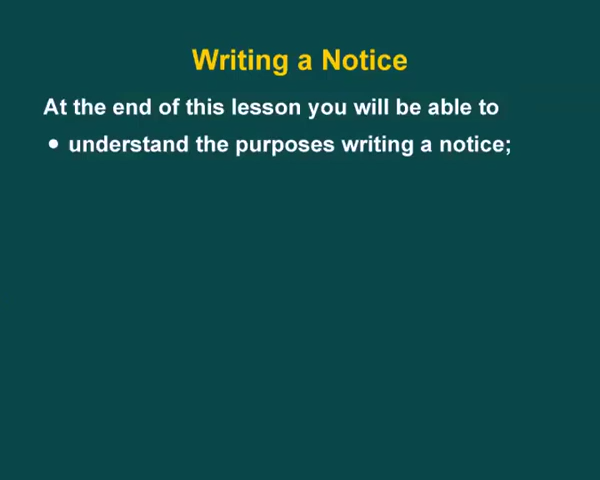 Writing a Notice
At the end of this lesson you will be able to
• understand the purposes writing a notice;